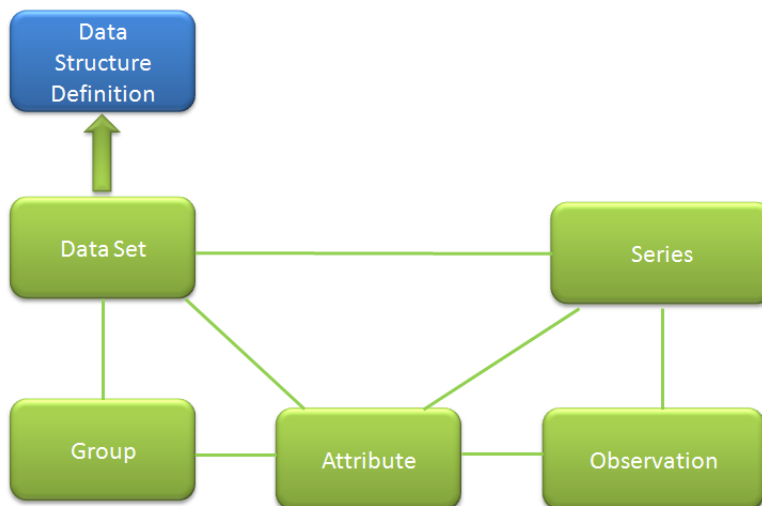 Data
Structure
Definition
Data Set
Series
Group
Attribute
Observation